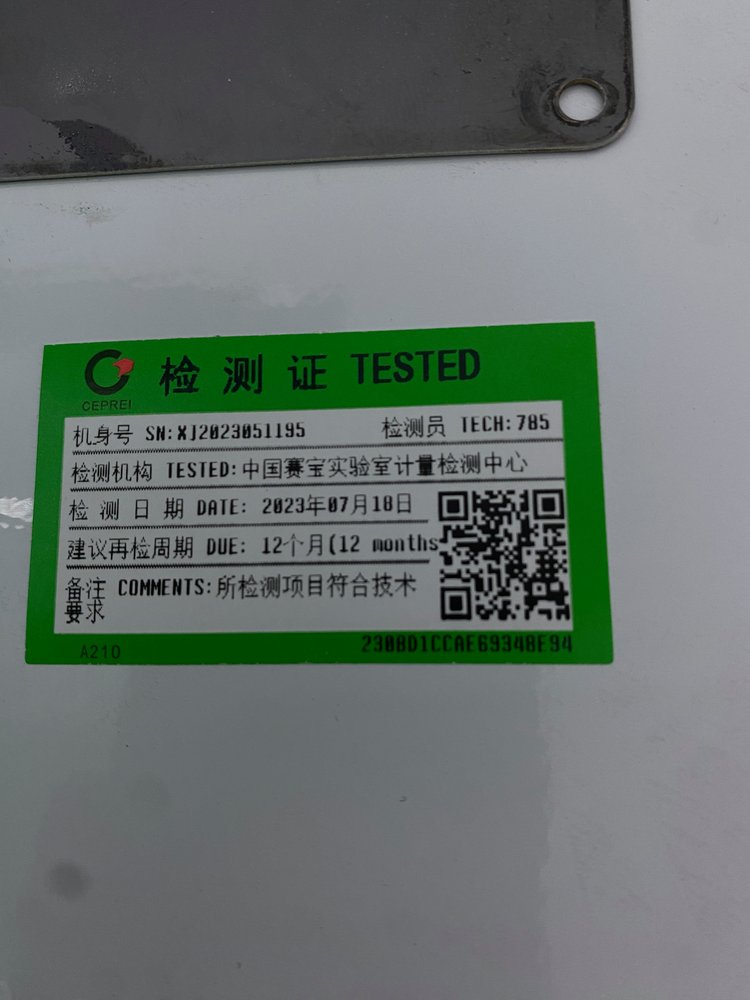 CEPREI
检测证 TESTED
机身号 SN:XJ2023051195 检测员 TECH:785
检测机构 TESTED:中国赛宝实验室计量检测中心
检测日期 DATE: 2023年07月18日
建议再检周期 DUE: 12个月(12 months
备注 COMMENTS:所检测项目符合技术
要求
A210 230BD1CCAE69348E94